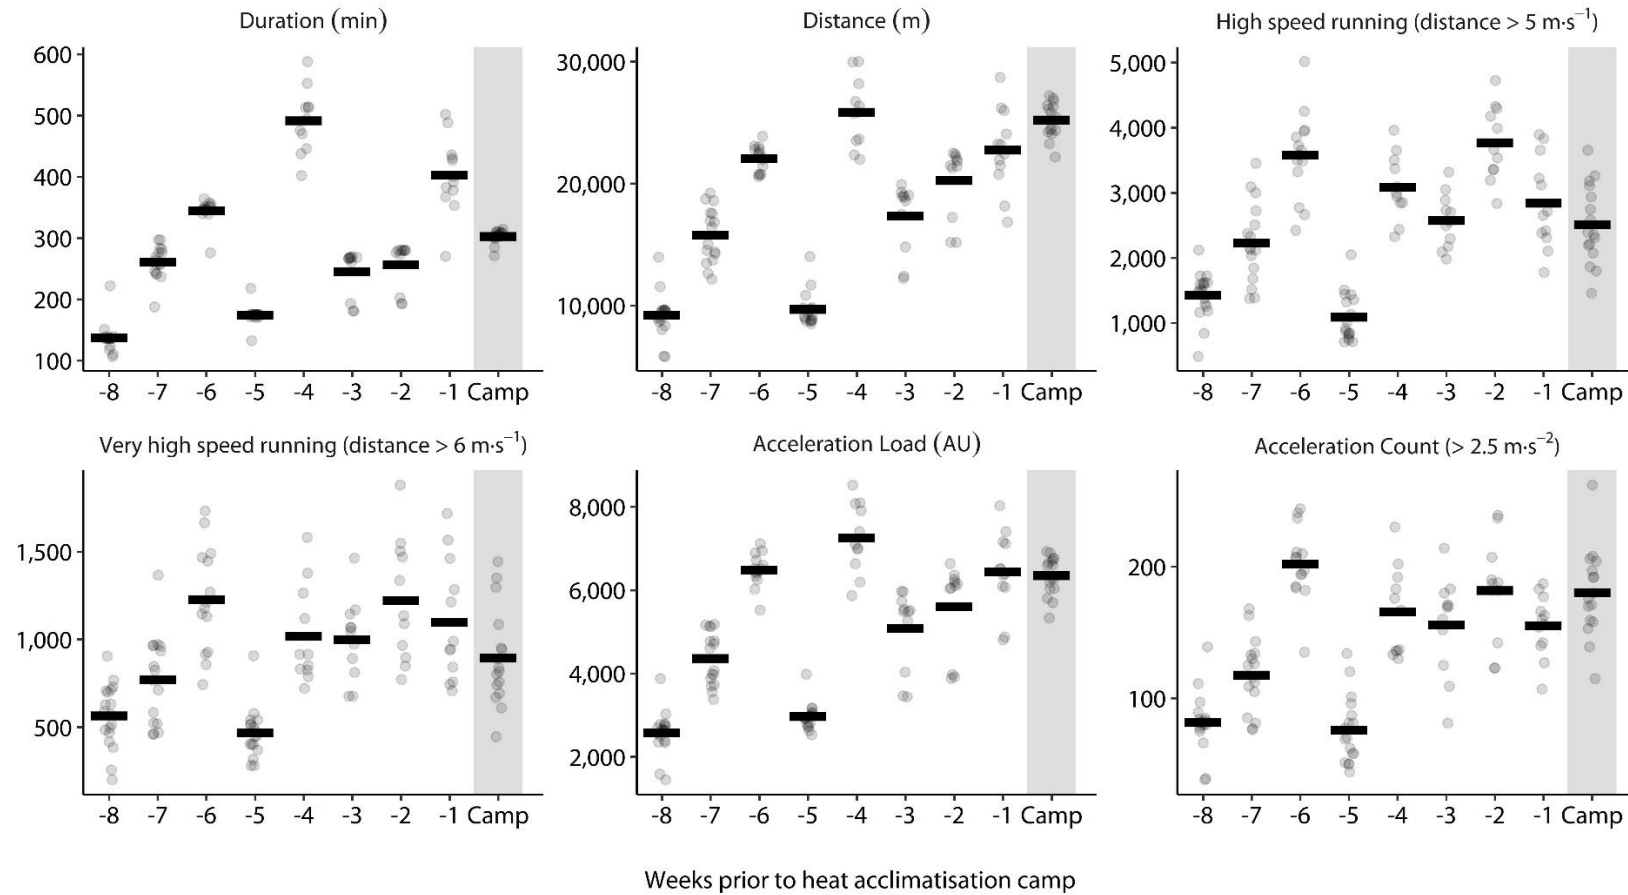 Duration (min)
600
500
400
300
200
100
-8 -7 -6 -5 -4 -3 -2 -1 Camp
Distance (m)
30,000
20,000
10,000
-8 -7 -6 -5 -4 -3 -2 -1 Camp
High speed running (distance > 5 m·s⁻¹)
5,000
4,000
3,000
2,000
1,000
-8 -7 -6 -5 -4 -3 -2 -1 Camp
Very high speed running (distance > 6 m·s⁻¹)
1,500
1,000
500
-8 -7 -6 -5 -4 -3 -2 -1 Camp
Acceleration Load (AU)
8,000
6,000
4,000
2,000
-8 -7 -6 -5 -4 -3 -2 -1 Camp
Acceleration Count (> 2.5 m·s⁻²)
200
100
-8 -7 -6 -5 -4 -3 -2 -1 Camp
Weeks prior to heat acclimatisation camp